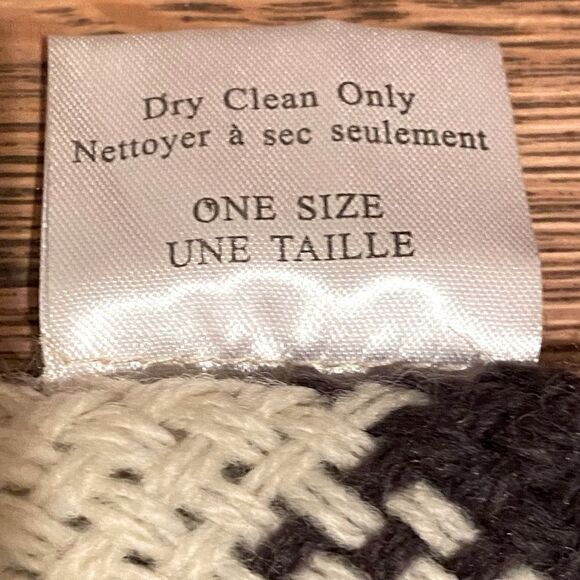 Dry Clean Only
Nettoyer à sec seulement
ONE SIZE
UNE TAILLE